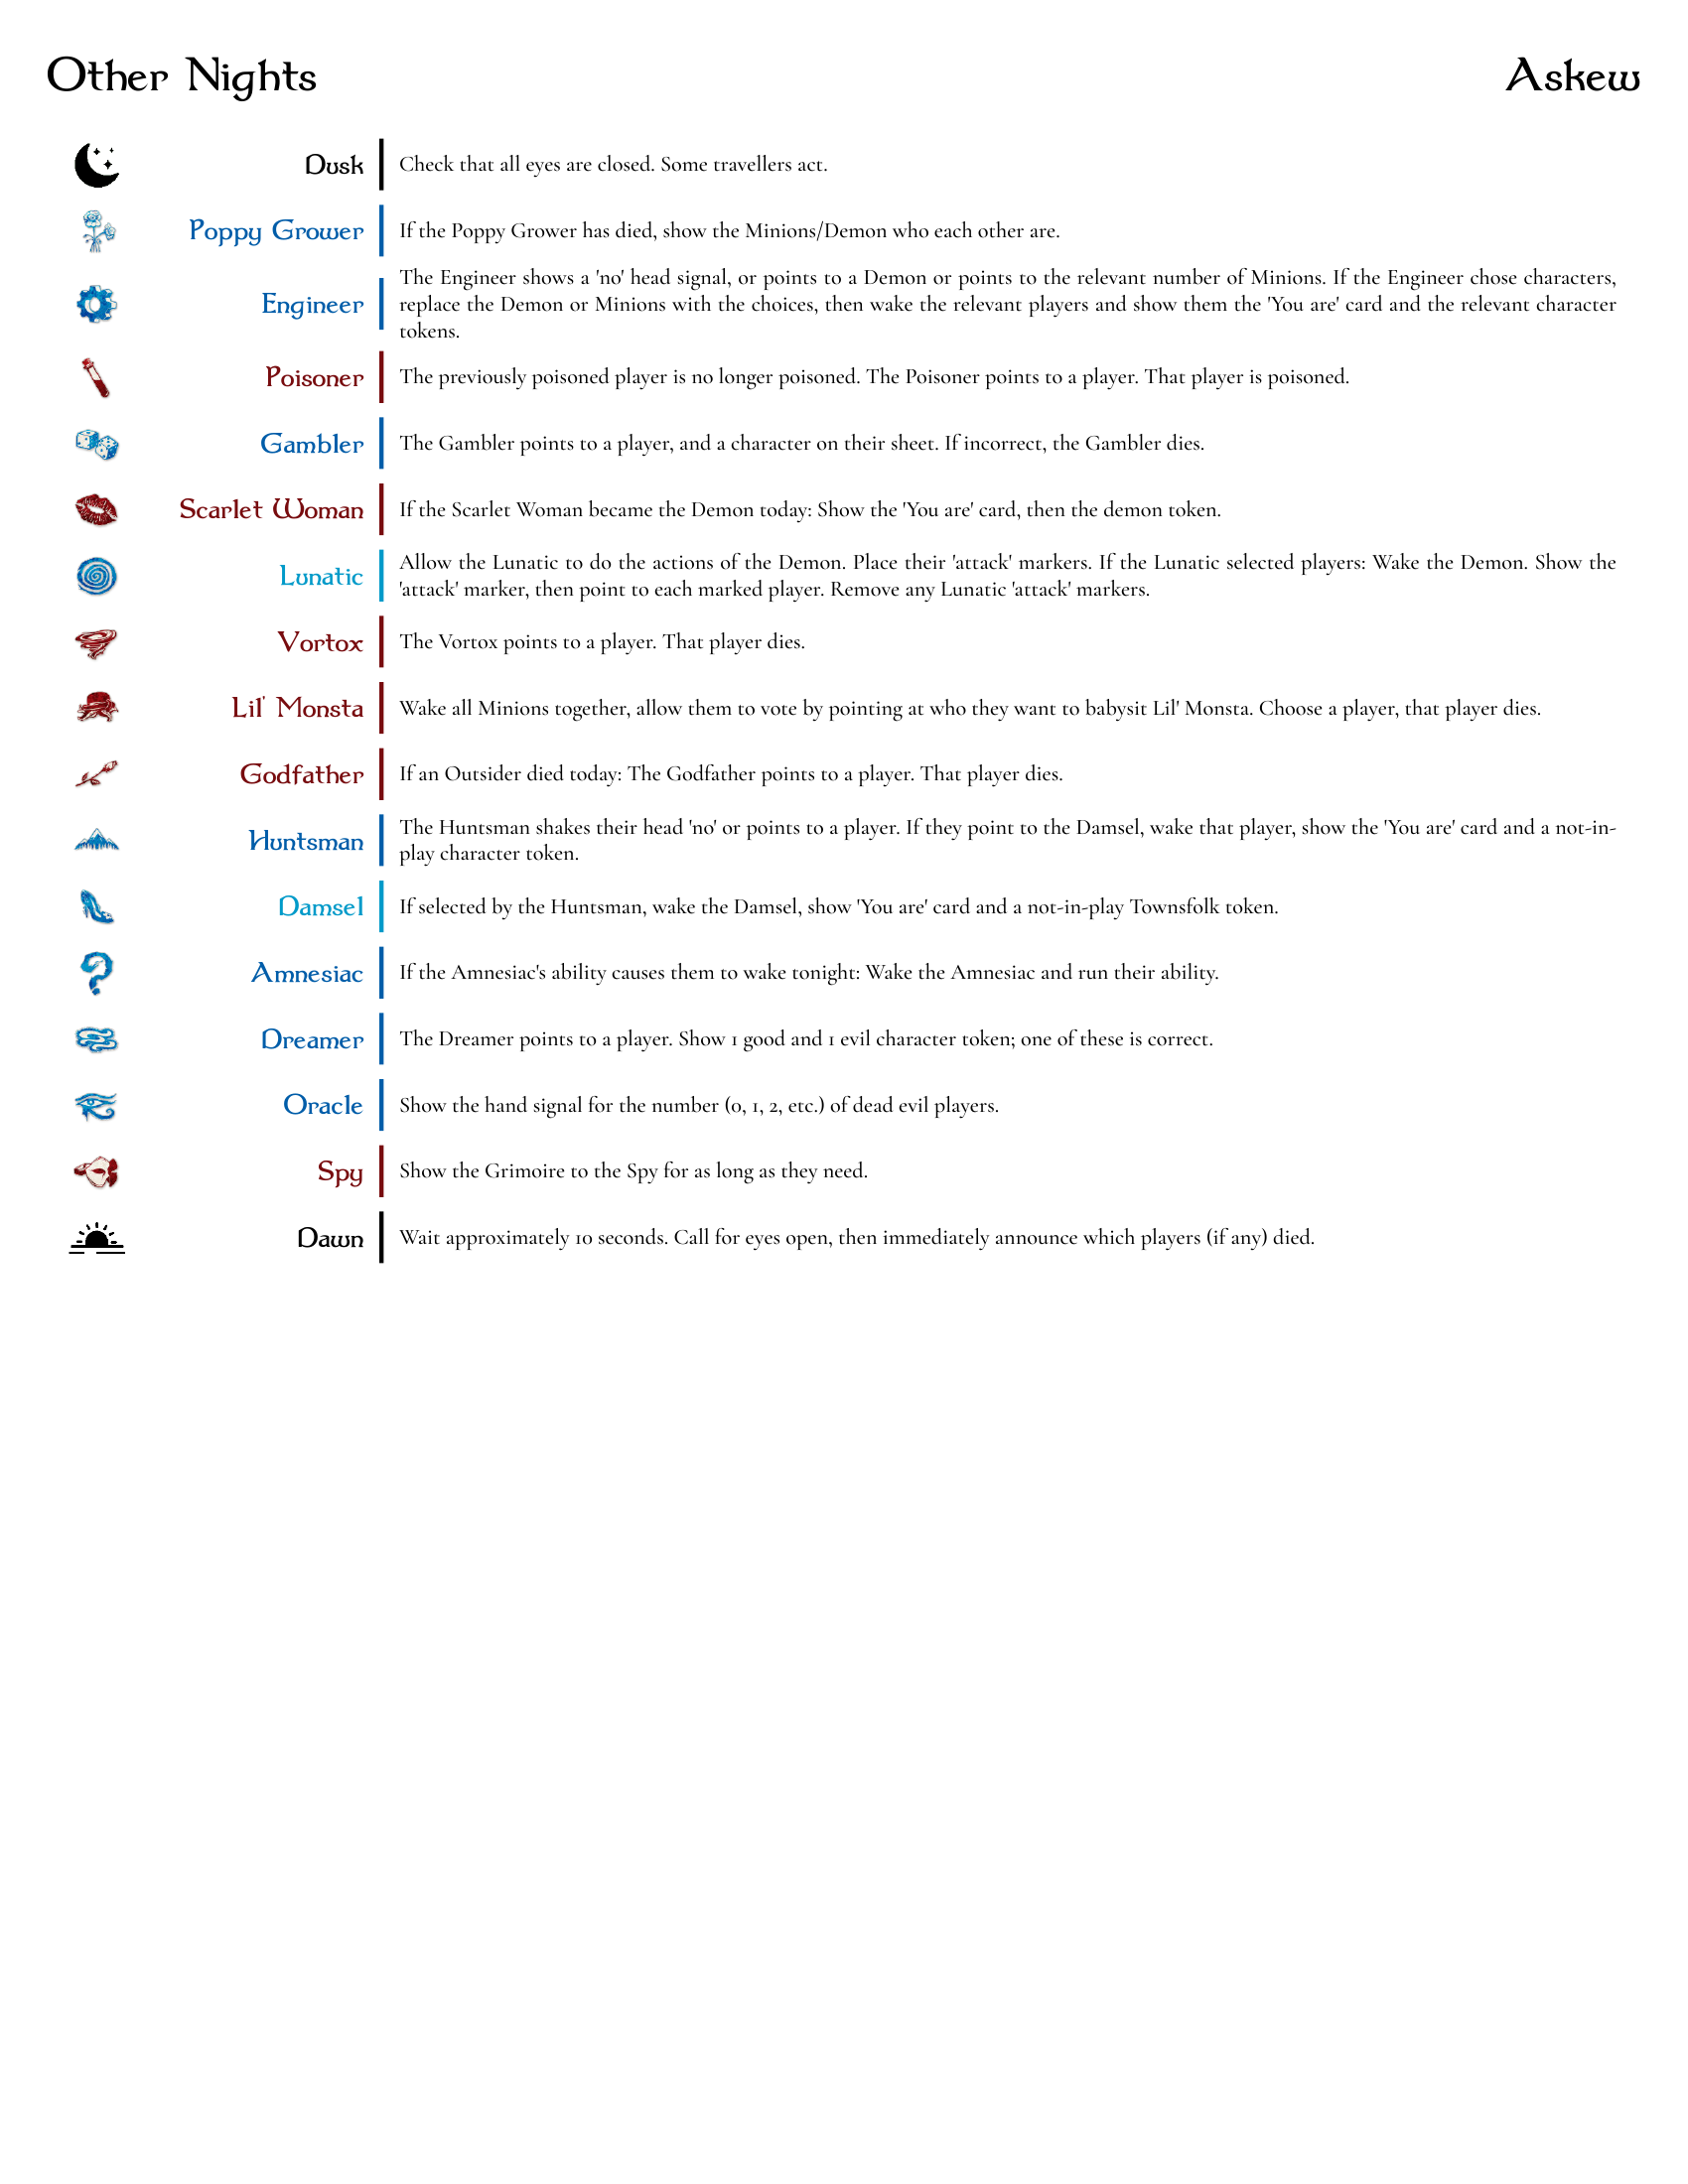 Other Nights
Askew
Dusk
Check that all eyes are closed. Some travellers act.
Poppy Grower
If the Poppy Grower has died, show the Minions/Demon who each other are.
Engineer
The Engineer shows a 'no' head signal, or points to a Demon or points to the relevant number of Minions. If the Engineer chose characters,
replace the Demon or Minions with the choices, then wake the relevant players and show them the 'You are' card and the relevant character
tokens.
Poisoner
The previously poisoned player is no longer poisoned. The Poisoner points to a player. That player is poisoned.
Gambler
The Gambler points to a player, and a character on their sheet. If incorrect, the Gambler dies.
Scarlet Woman
If the Scarlet Woman became the Demon today: Show the 'You are' card, then the demon token.
Lunatic
Allow the Lunatic to do the actions of the Demon. Place their 'attack' markers. If the Lunatic selected players: Wake the Demon. Show the
'attack' marker, then point to each marked player. Remove any Lunatic 'attack' markers.
Vortox
The Vortox points to a player. That player dies.
Lil' Monsta
Wake all Minions together, allow them to vote by pointing at who they want to babysit Lil' Monsta. Choose a player, that player dies.
Godfather
If an Outsider died today: The Godfather points to a player. That player dies.
Huntsman
The Huntsman shakes their head 'no' or points to a player. If they point to the Damsel, wake that player, show the 'You are' card and a not-in-
play character token.
Damsel
If selected by the Huntsman, wake the Damsel, show 'You are' card and a not-in-play Townsfolk token.
Amnesiac
If the Amnesiac's ability causes them to wake tonight: Wake the Amnesiac and run their ability.
Dreamer
The Dreamer points to a player. Show 1 good and 1 evil character token; one of these is correct.
Oracle
Show the hand signal for the number (0, 1, 2, etc.) of dead evil players.
Spy
Show the Grimoire to the Spy for as long as they need.
Dawn
Wait approximately 10 seconds. Call for eyes open, then immediately announce which players (if any) died.